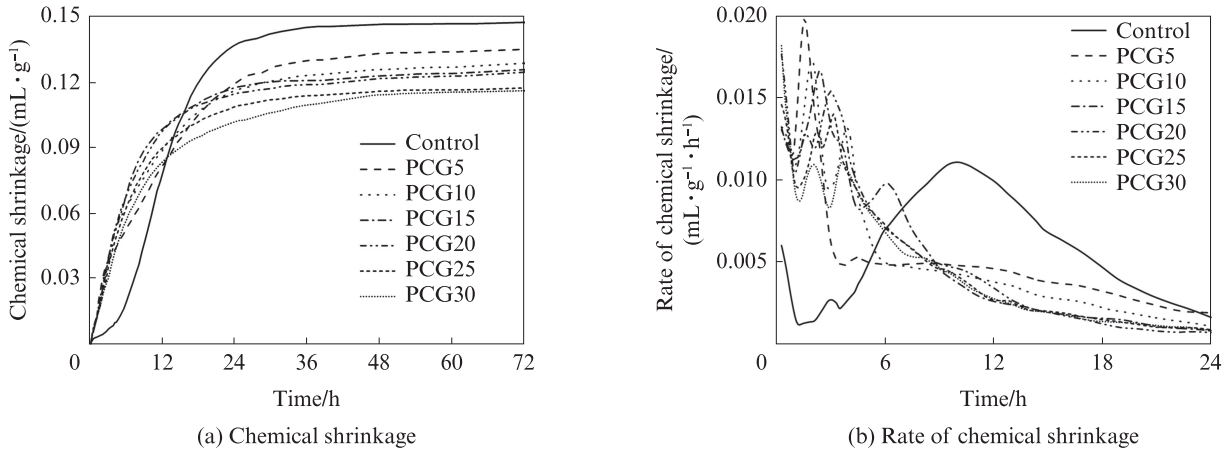 0.15
0.12
0.09
0.06
0.03
0
12
24
36
48
60
72
Chemical shrinkage/(mL·g⁻¹)
Control
PCG5
PCG10
PCG15
PCG20
PCG25
PCG30
Time/h
(a) Chemical shrinkage
0.020
0.015
0.010
0.005
0
6
12
18
24
Rate of chemical shrinkage/
(mL·g⁻¹·h⁻¹)
Control
PCG5
PCG10
PCG15
PCG20
PCG25
PCG30
Time/h
(b) Rate of chemical shrinkage